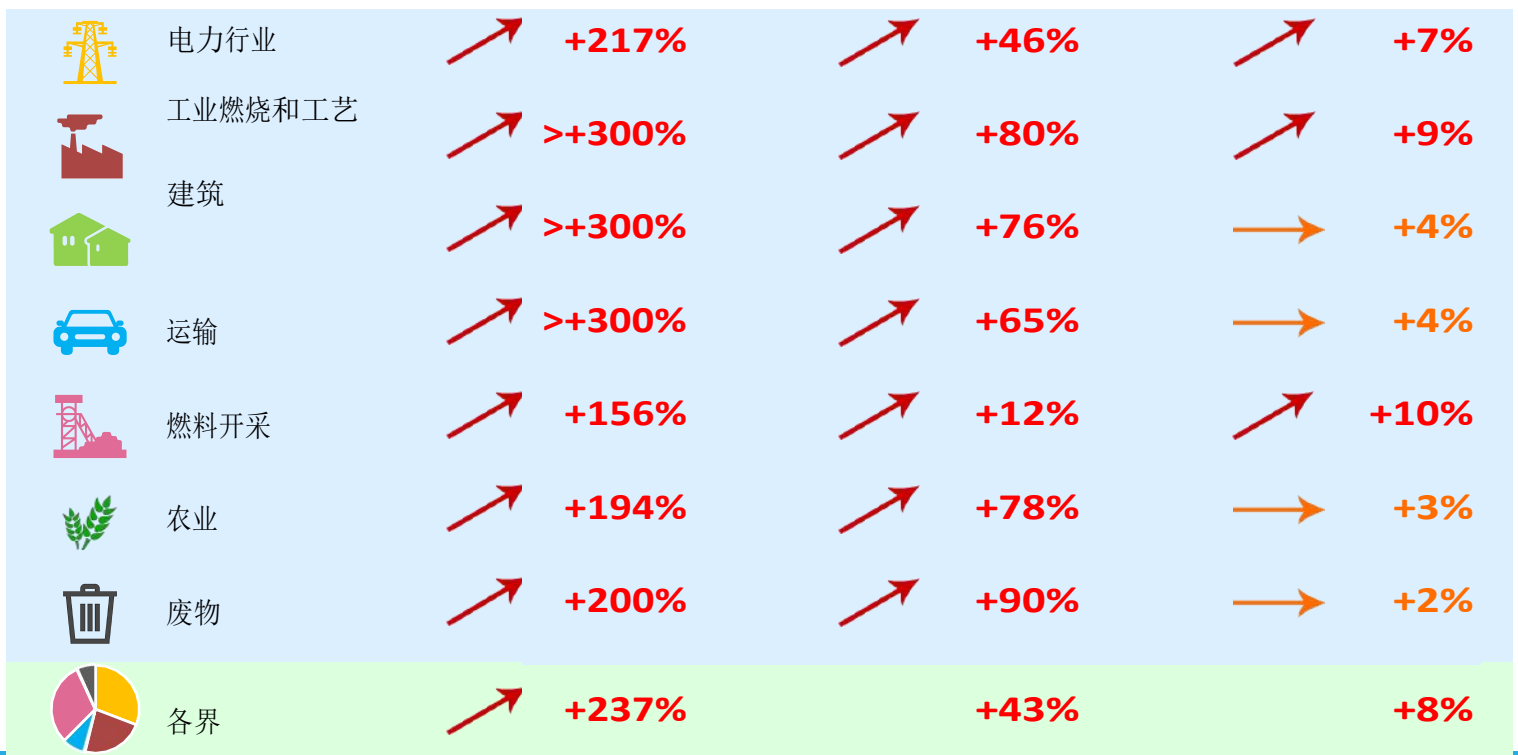 电力行业 +217% +46% +7%
工业燃烧和工艺 >+300% +80% +9%
建筑 >+300% +76% +4%
运输 >+300% +65% +4%
燃料开采 +156% +12% +10%
农业 +194% +78% +3%
废物 +200% +90% +2%
各界 +237% +43% +8%